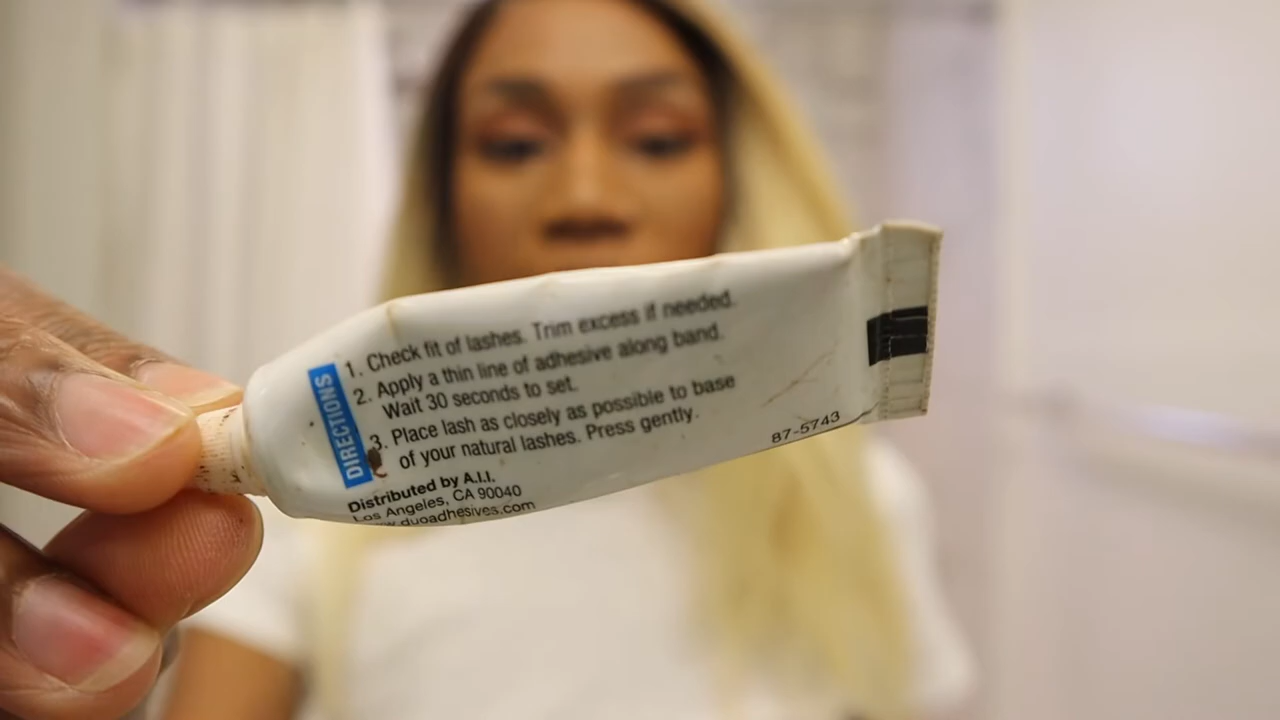 DIRECTIONS
1. Check fit of lashes. Trim excess if needed.
2. Apply a thin line of adhesive along band.
Wait 30 seconds to set.
3. Place lash as closely as possible to base
of your natural lashes. Press gently.
Distributed by A.I.I.
Los Angeles, CA 90040
www.duoadhesives.com
87-5743